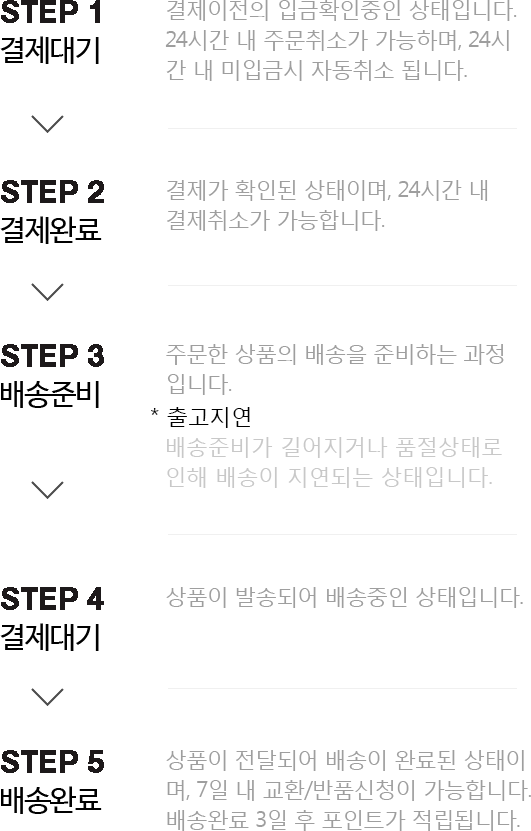 STEP 1
결제대기
결제이전의 입금확인중인 상태입니다.
24시간 내 주문취소가 가능하며, 24시
간 내 미입금시 자동취소 됩니다.
STEP 2
결제완료
결제가 확인된 상태이며, 24시간 내
결제취소가 가능합니다.
STEP 3
배송준비
주문한 상품의 배송을 준비하는 과정
입니다.
* 출고지연
배송준비가 길어지거나 품절상태로
인해 배송이 지연되는 상태입니다.
STEP 4
결제대기
상품이 발송되어 배송중인 상태입니다.
STEP 5
배송완료
상품이 전달되어 배송이 완료된 상태이
며, 7일 내 교환/반품신청이 가능합니다.
배송완료 3일 후 포인트가 적립됩니다.